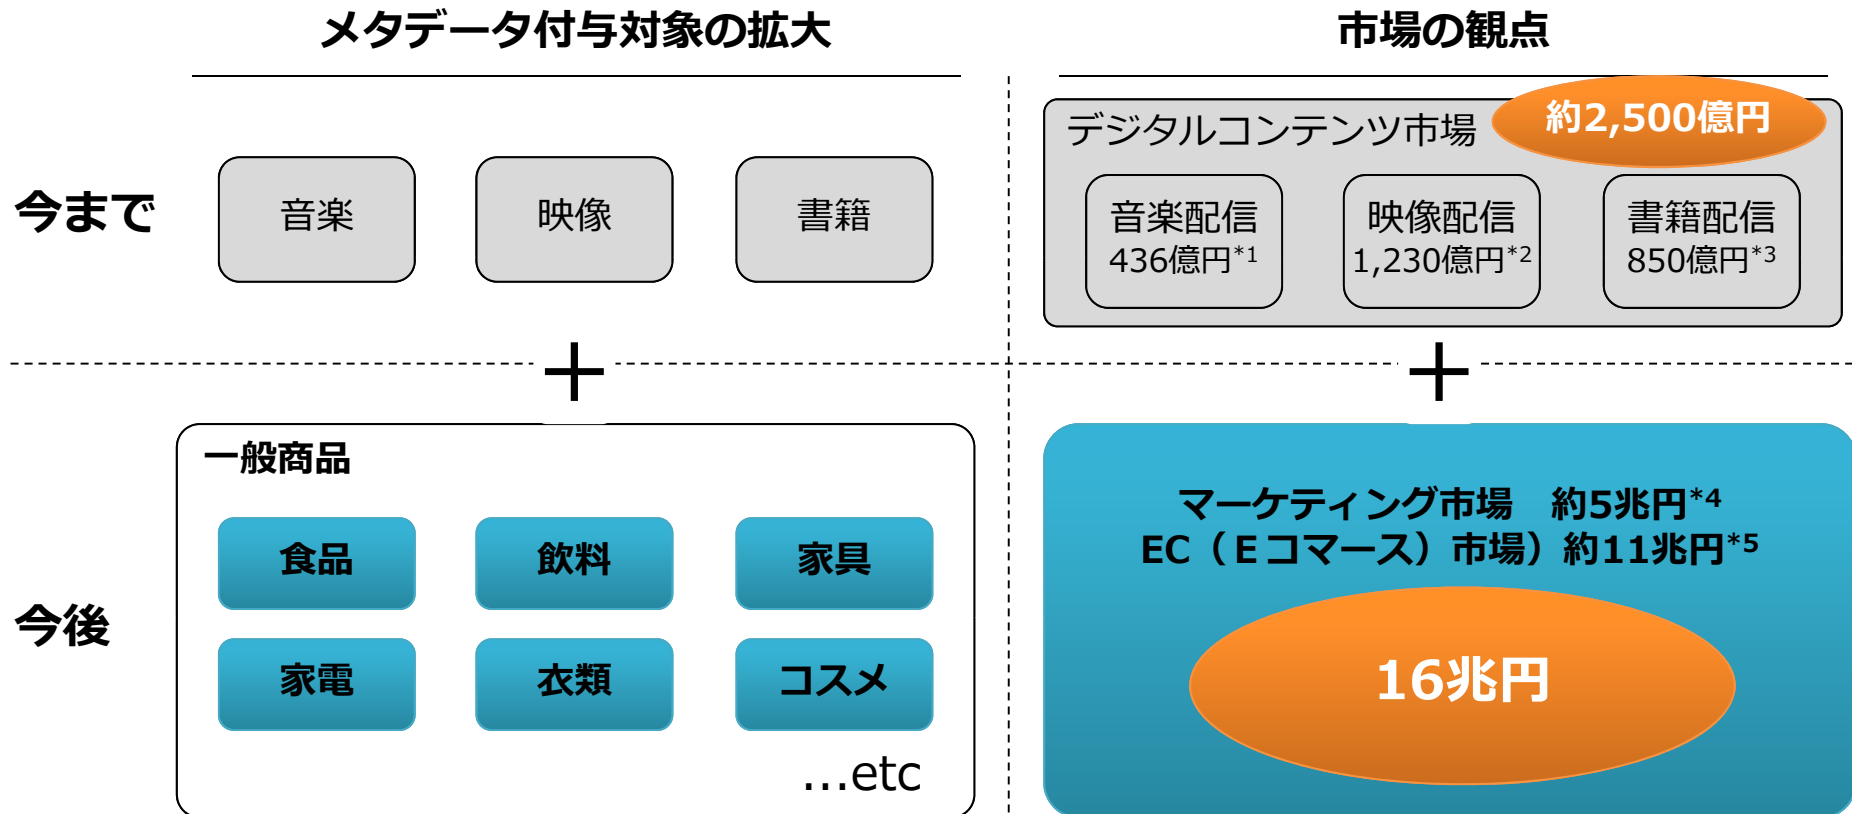 メタデータ付与対象の拡大
市場の観点
今まで
音楽
映像
書籍
デジタルコンテンツ市場
約2,500億円
音楽配信
436億円*1
映像配信
1,230億円*2
書籍配信
850億円*3
＋
＋
今後
一般商品
食品
飲料
家具
家電
衣類
コスメ
…etc
マーケティング市場　約5兆円*4
EC（Ｅコマース）市場）約11兆円*5
16兆円